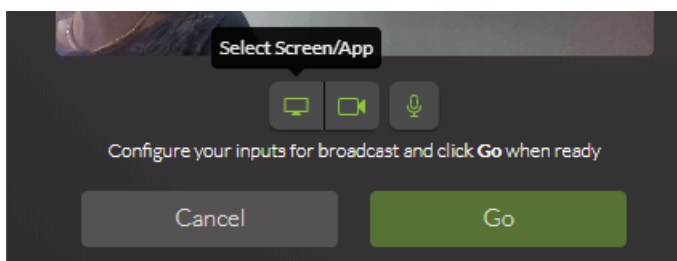 Select Screen/App
Configure your inputs for broadcast and click Go when ready
Cancel
Go